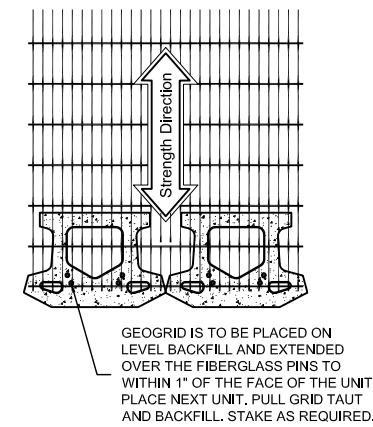 Strength Direction
GEOGRID IS TO BE PLACED ON
LEVEL BACKFILL AND EXTENDED
OVER THE FIBERGLASS PINS TO
WITHIN 1" OF THE FACE OF THE UNIT
PLACE NEXT UNIT. PULL GRID TAUT
AND BACKFILL. STAKE AS REQUIRED.